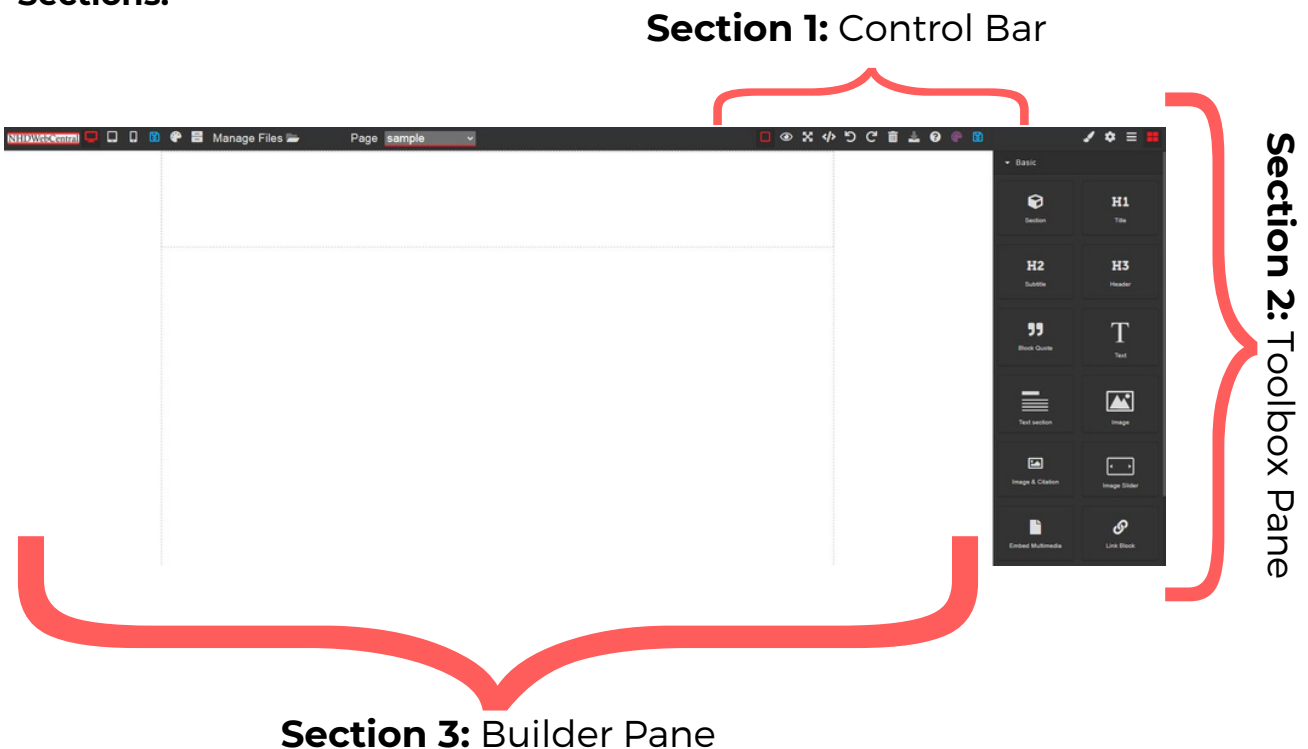 Sections:
Section 1: Control Bar
NHDWebCentral Manage Files Page sample
Basic
Section
H1
Title
H2
Subtitle
H3
Header
Block Quote
T
Text
Text section
Image
Image & Citation
Image Slider
Embed Multimedia
Link Block
Section 2: Toolbox Pane
Section 3: Builder Pane